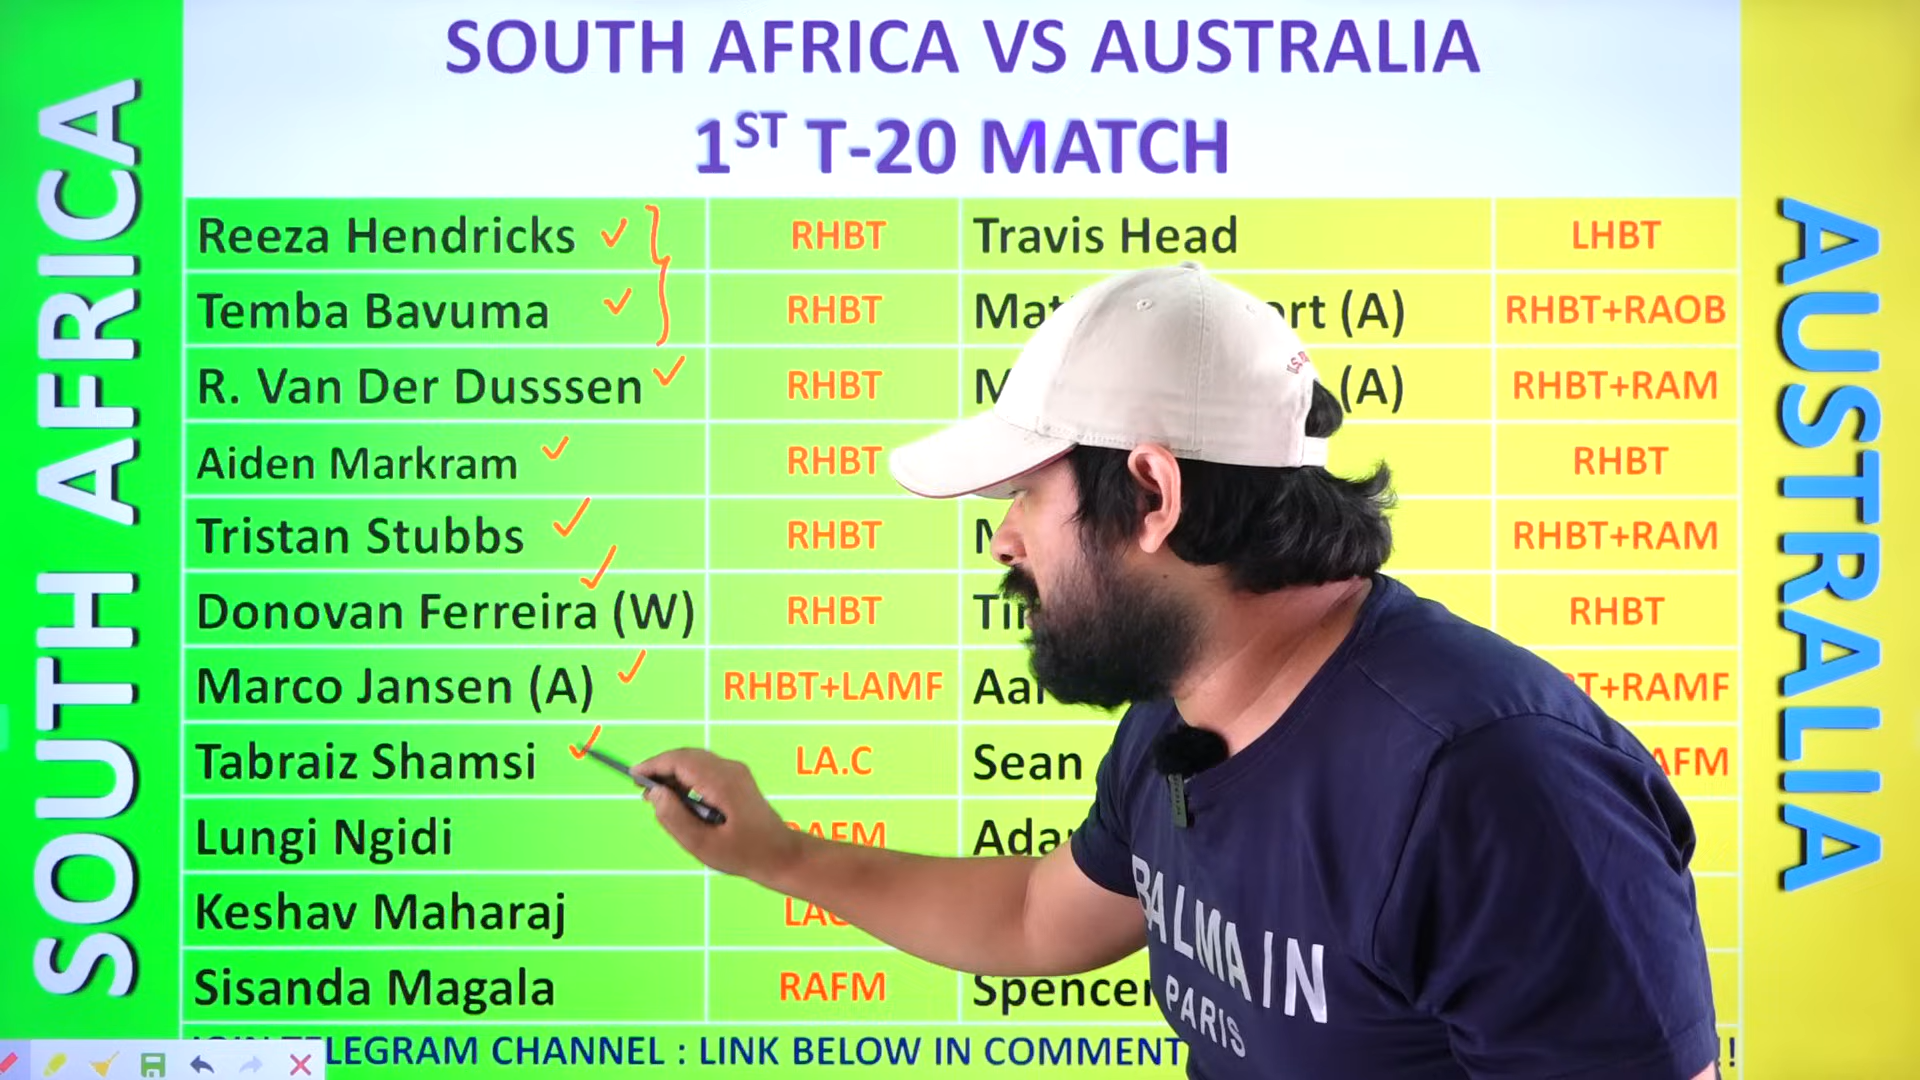 SOUTH AFRICA VS AUSTRALIA
1ST T-20 MATCH
SOUTH AFRICA
Reeza Hendricks RHBT Travis Head LHBT
Temba Bavuma RHBT (A) RHBT+RAOB
R. Van Der Dusssen RHBT (A) RHBT+RAM
Aiden Markram RHBT RHBT
Tristan Stubbs RHBT RHBT+RAM
Donovan Ferreira (W) RHBT RHBT
Marco Jansen (A) RHBT+LAMF
Tabraiz Shamsi LA.C Sean
Lungi Ngidi
Keshav Maharaj
Sisanda Magala RAFM Spencer
TELEGRAM CHANNEL : LINK BELOW IN COMMENT
AUSTRALIA
BALMAIN
PARIS